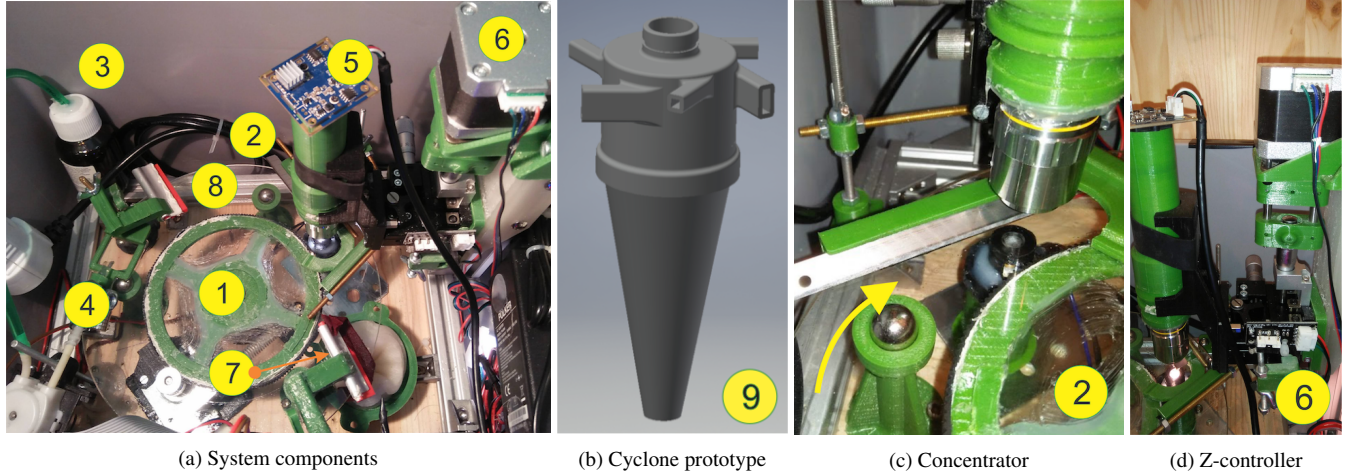 3
2
5
6
8
1
4
7
9
2
6
(a) System components
(b) Cyclone prototype
(c) Concentrator
(d) Z-controller